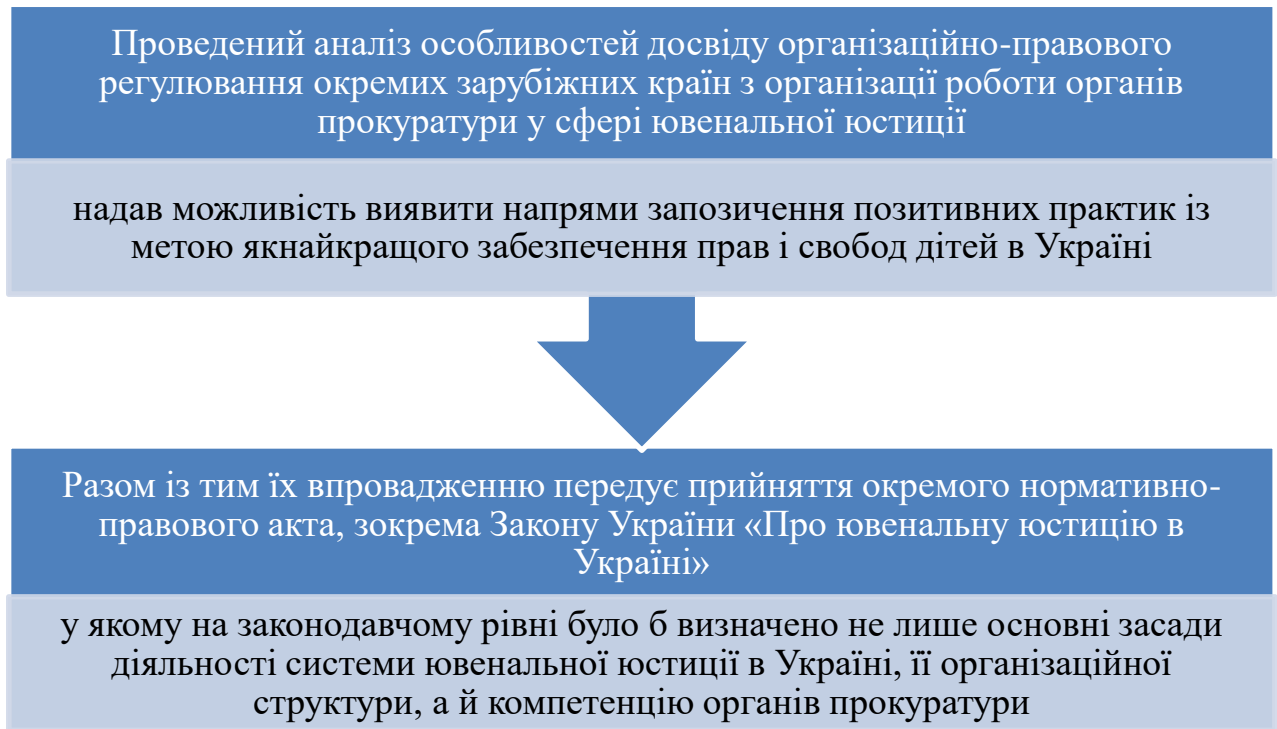 Проведений аналіз особливостей досвіду організаційно-правового
регулювання окремих зарубіжних країн з організації роботи органів
прокуратури у сфері ювенальної юстиції
надав можливість виявити напрями запозичення позитивних практик із
метою якнайкращого забезпечення прав і свобод дітей в Україні
Разом із тим їх впровадженню передує прийняття окремого нормативно-
правового акта, зокрема Закону України «Про ювенальну юстицію в
Україні»
у якому на законодавчому рівні було б визначено не лише основні засади
діяльності системи ювенальної юстиції в Україні, її організаційної
структури, а й компетенцію органів прокуратури